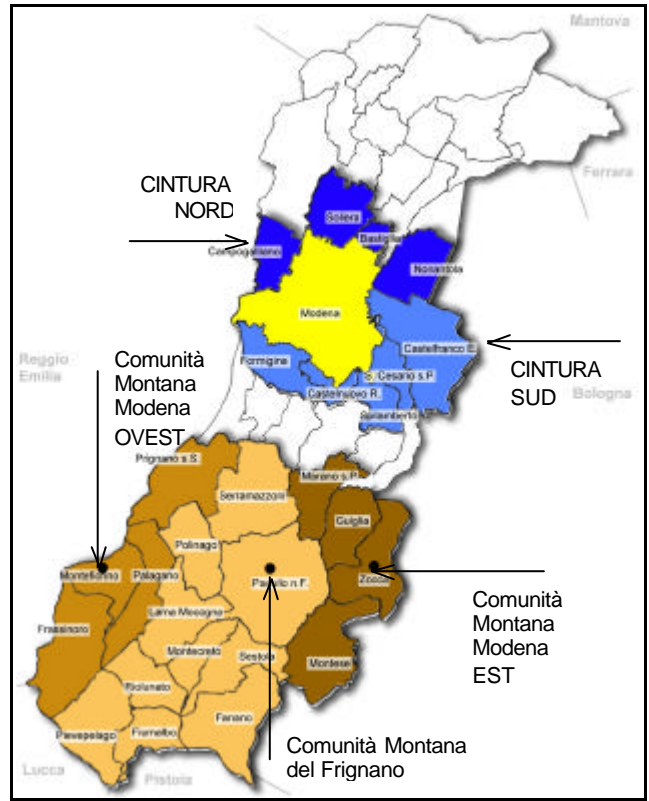 Mantova
Ferrara
CINTURA
NORD
Soliera
Bastiglia
Campogalliano
Nonantola
Modena
Castelfranco E.
Reggio
Emilia
Comunità
Montana
Modena
OVEST
Formigine
S. Cesario s.P.
CINTURA
SUD
Castelnuovo R.
Bologna
Spilamberto
Prignano s.S.
Marano s.P.
Serramazzoni
Guiglia
Polinago
Montefiorino
Palagano
Pavullo n.F.
Zocca
Lama Mocogno
Comunità
Montana
Modena
EST
Frassinoro
Montecreto
Sestola
Montese
Riolunato
Fanano
Pievepelago
Fiumalbo
Comunità Montana
del Frignano
Lucca
Pistoia